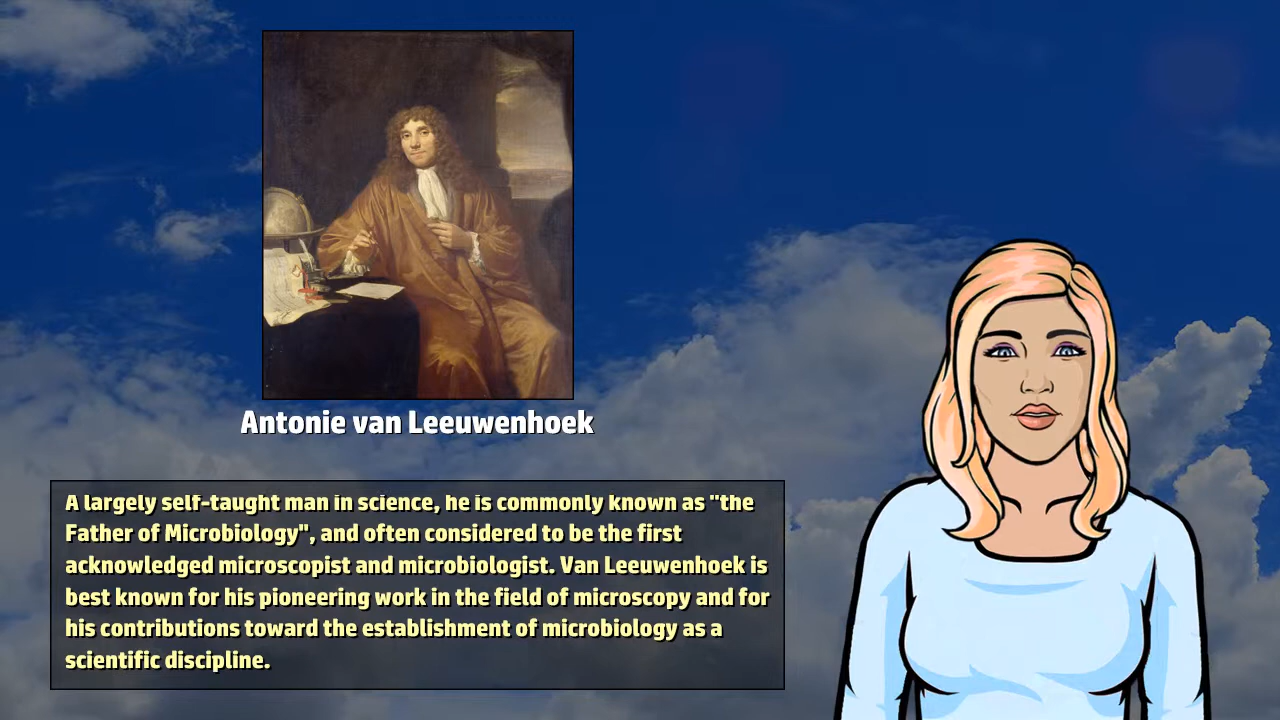 Antonie van Leeuwenhoek
A largely self-taught man in science, he is commonly known as "the
Father of Microbiology", and often considered to be the first
acknowledged microscopist and microbiologist. Van Leeuwenhoek is
best known for his pioneering work in the field of microscopy and for
his contributions toward the establishment of microbiology as a
scientific discipline.